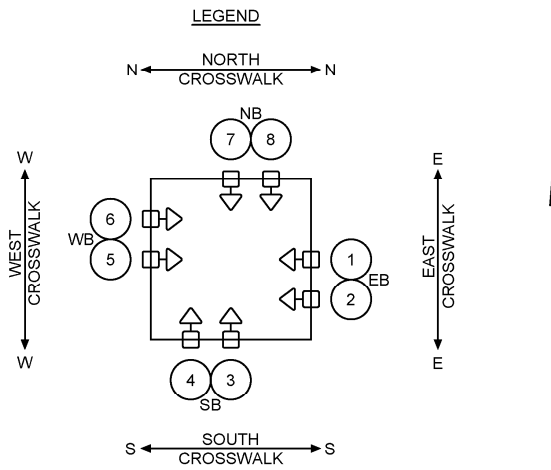 LEGEND
NORTH
N N
CROSSWALK
NB
7 8
W
E
6
WB
5
WEST
CROSSWALK
1
EB
2
EAST
CROSSWALK
W
E
4 3
SB
SOUTH
S S
CROSSWALK